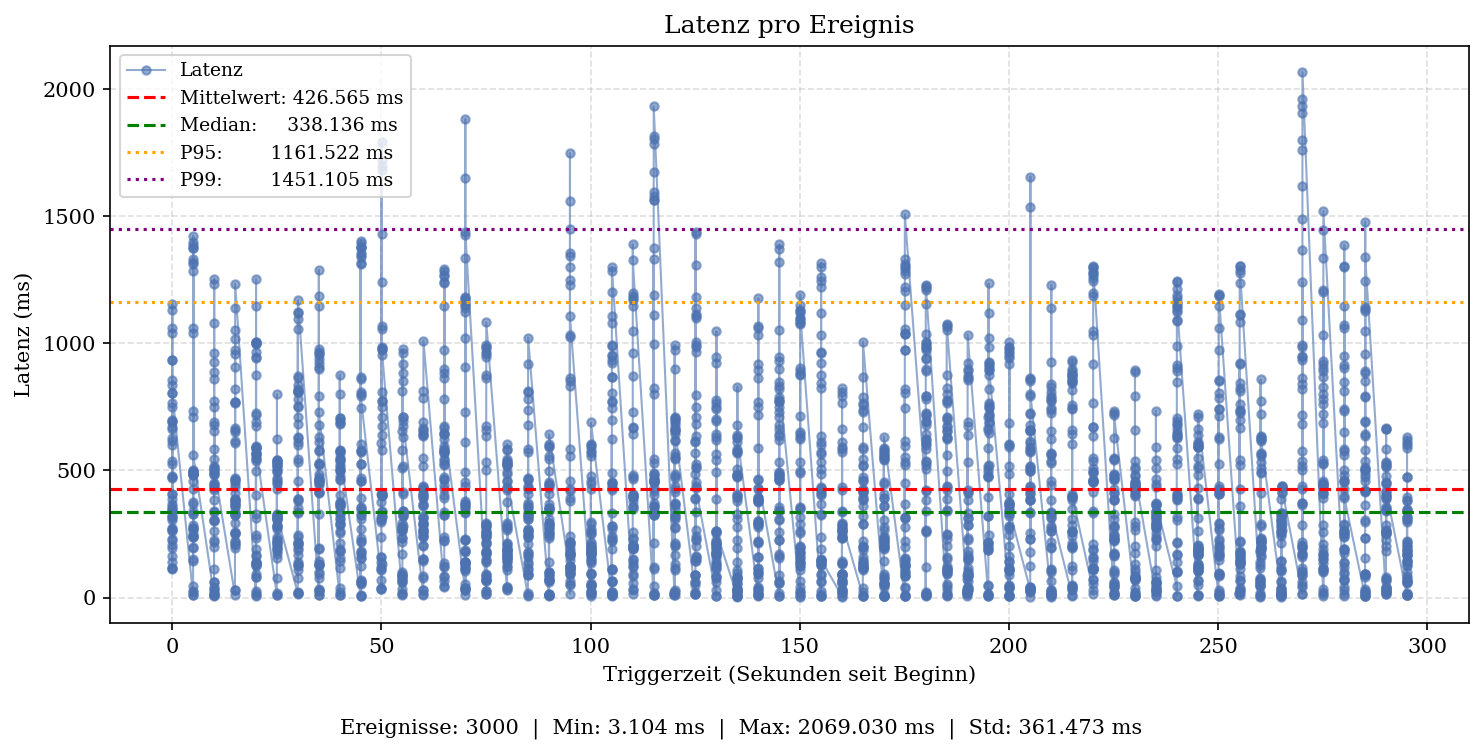 Latenz pro Ereignis
Latenz
Mittelwert: 426.565 ms
Median: 338.136 ms
P95: 1161.522 ms
P99: 1451.105 ms
Latenz (ms)
2000
1500
1000
500
0
0 50 100 150 200 250 300
Triggerzeit (Sekunden seit Beginn)
Ereignisse: 3000 | Min: 3.104 ms | Max: 2069.030 ms | Std: 361.473 ms